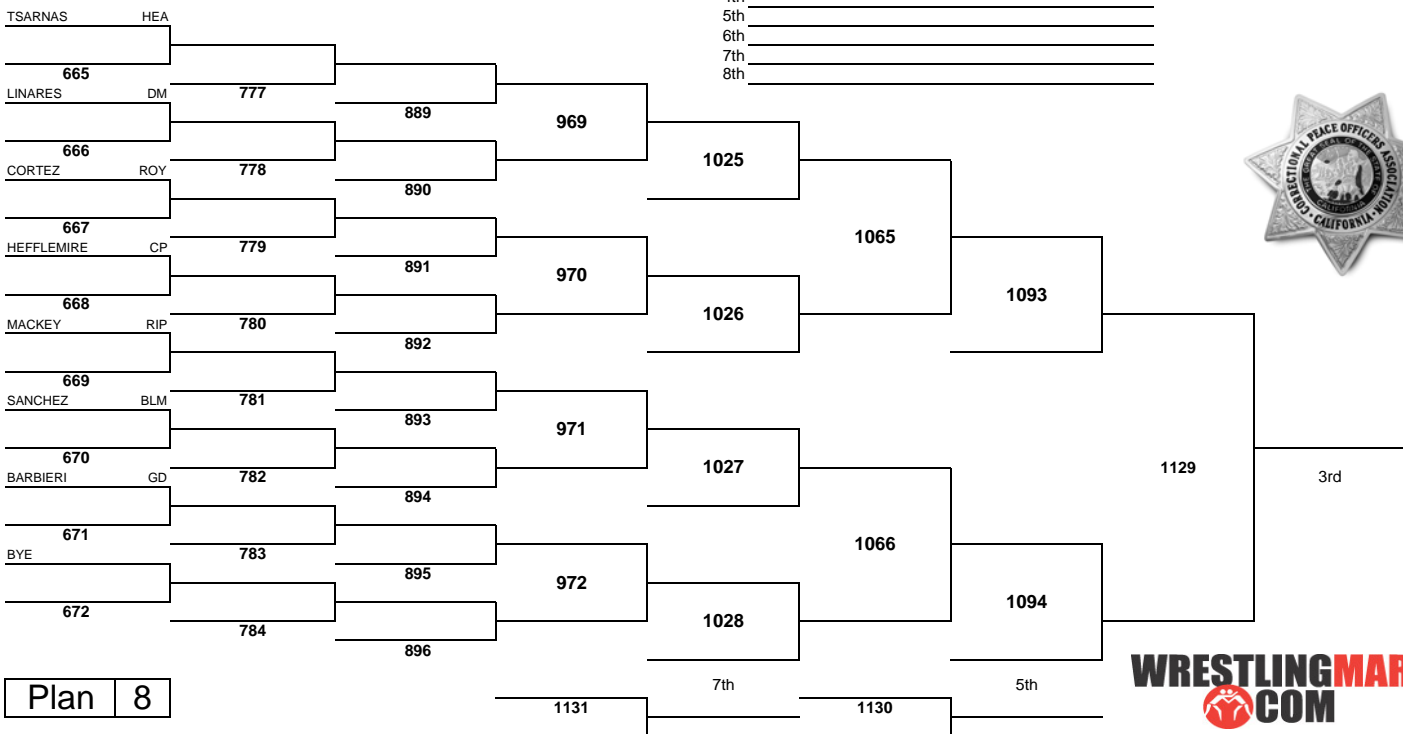 5th
6th
7th
8th
TSARNAS HEA
665
LINARES DM
666
CORTEZ ROY
667
HEFFLEMIRE CP
668
MACKEY RIP
669
SANCHEZ BLM
670
BARBIERI GD
671
BYE
672
777
778
779
780
781
782
783
784
889
890
891
892
893
894
895
896
969
970
971
972
1025
1026
1027
1028
1065
1066
1093
1094
1129
3rd
7th
5th
1131
1130
Plan 8
CORRECTIONAL PEACE OFFICERS ASSOCIATION
CALIFORNIA
WRESTLINGMAR
COM